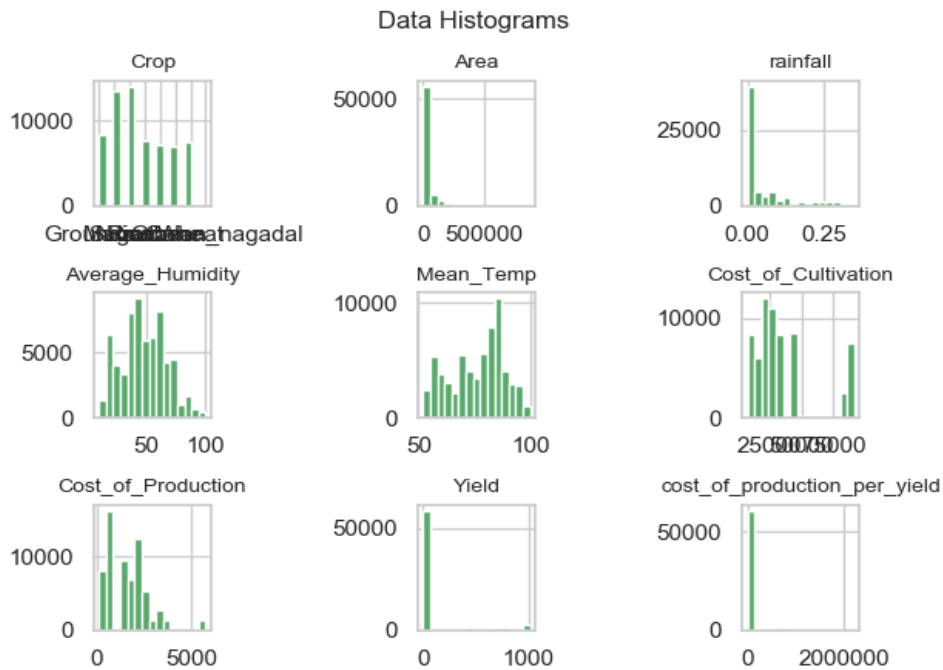 Data Histograms
Crop
Area
rainfall
10000
0
50000
0
0 500000
25000
0
0.00 0.25
Average_Humidity
Mean_Temp
Cost_of_Cultivation
5000
0
50 100
10000
0
50 100
10000
0
Cost_of_Production
Yield
cost_of_production_per_yield
10000
0
0 5000
50000
0
0 1000
50000
0
0 2000000